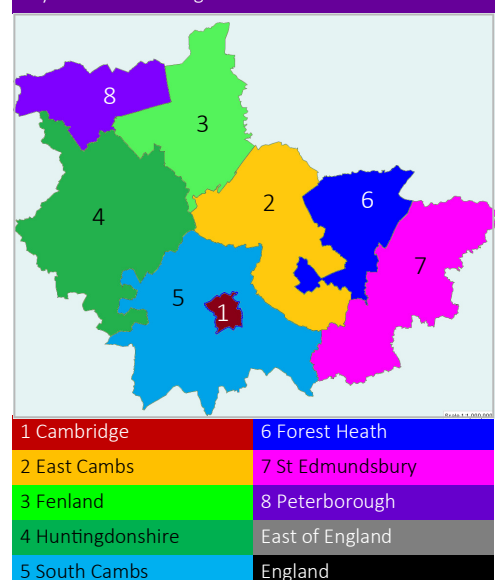 8
3
2
6
4
7
5
1
1 Cambridge
6 Forest Heath
2 East Cambs
7 St Edmundsbury
3 Fenland
8 Peterborough
4 Huntingdonshire
East of England
5 South Cambs
England